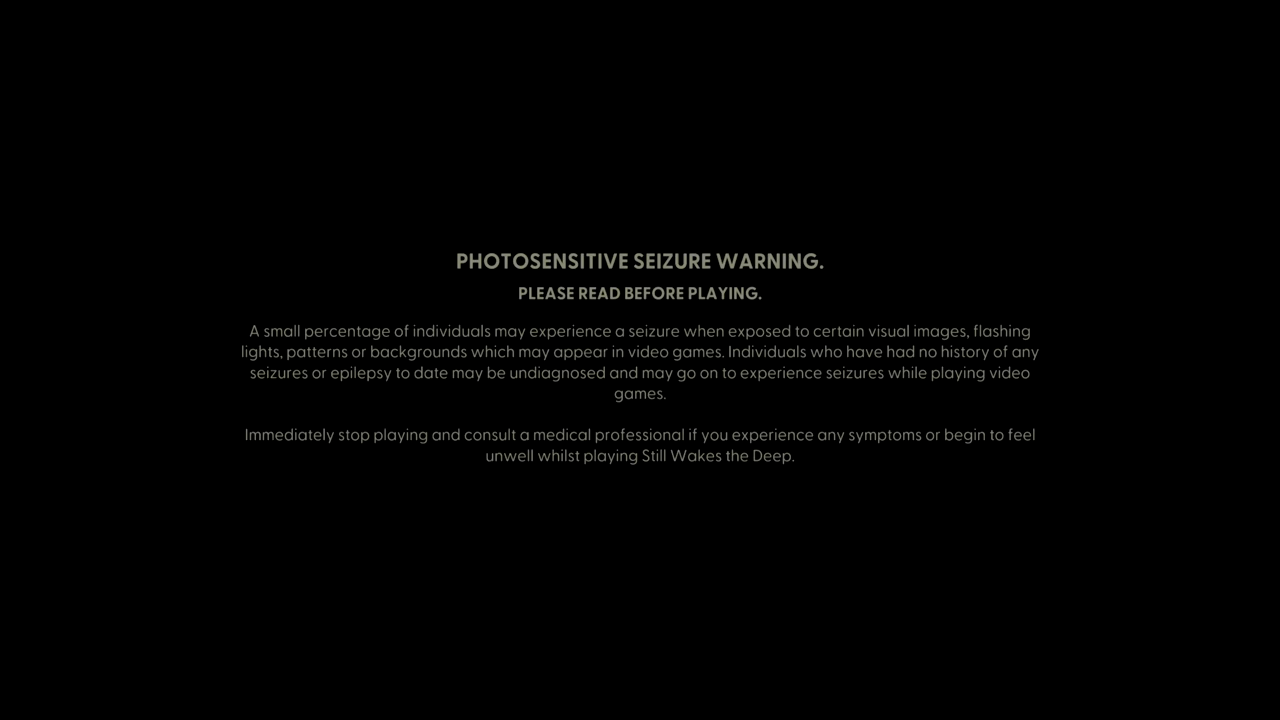 PHOTOSENSITIVE SEIZURE WARNING.
PLEASE READ BEFORE PLAYING.
A small percentage of individuals may experience a seizure when exposed to certain visual images, flashing
lights, patterns or backgrounds which may appear in video games. Individuals who have had no history of any
seizures or epilepsy to date may be undiagnosed and may go on to experience seizures while playing video
games.
Immediately stop playing and consult a medical professional if you experience any symptoms or begin to feel
unwell whilst playing Still Wakes the Deep.